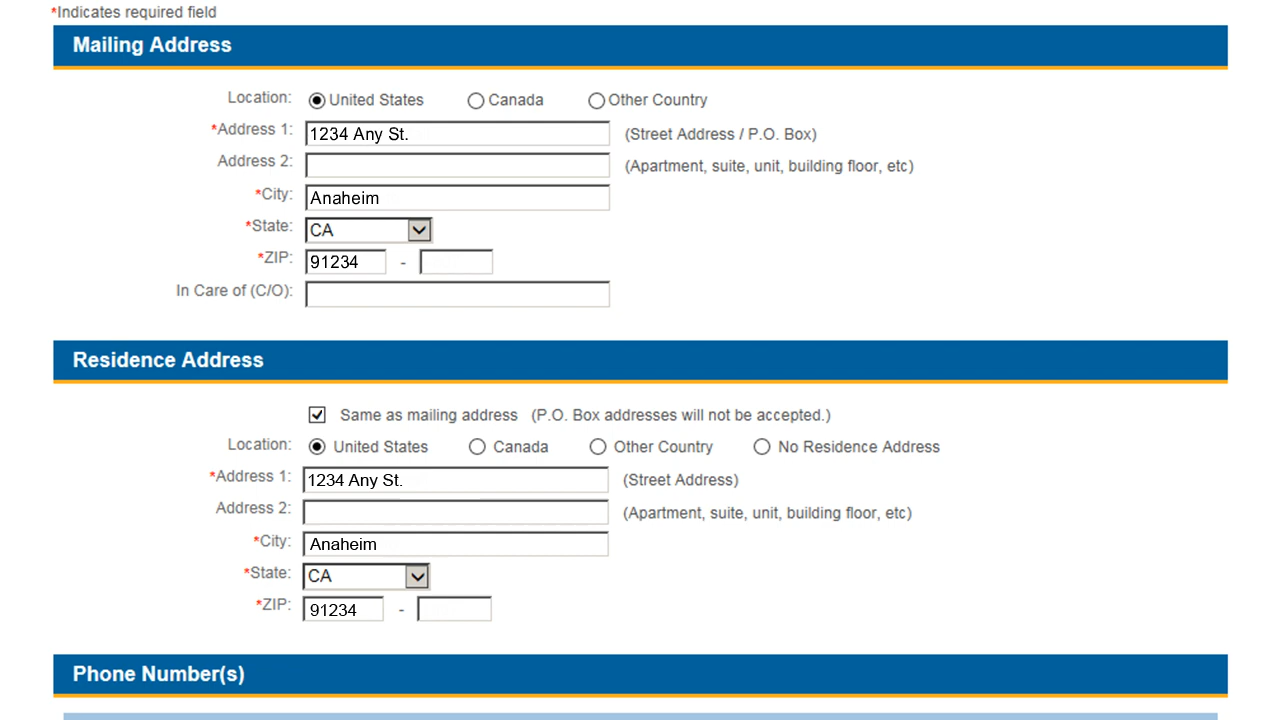 *Indicates required field
Mailing Address
Location: United States Canada Other Country
*Address 1: 1234 Any St. (Street Address / P.O. Box)
Address 2: (Apartment, suite, unit, building floor, etc)
*City: Anaheim
*State: CA
*ZIP: 91234 -
In Care of (C/O):
Residence Address
Same as mailing address (P.O. Box addresses will not be accepted.)
Location: United States Canada Other Country No Residence Address
*Address 1: 1234 Any St. (Street Address)
Address 2: (Apartment, suite, unit, building floor, etc)
*City: Anaheim
*State: CA
*ZIP: 91234 -
Phone Number(s)